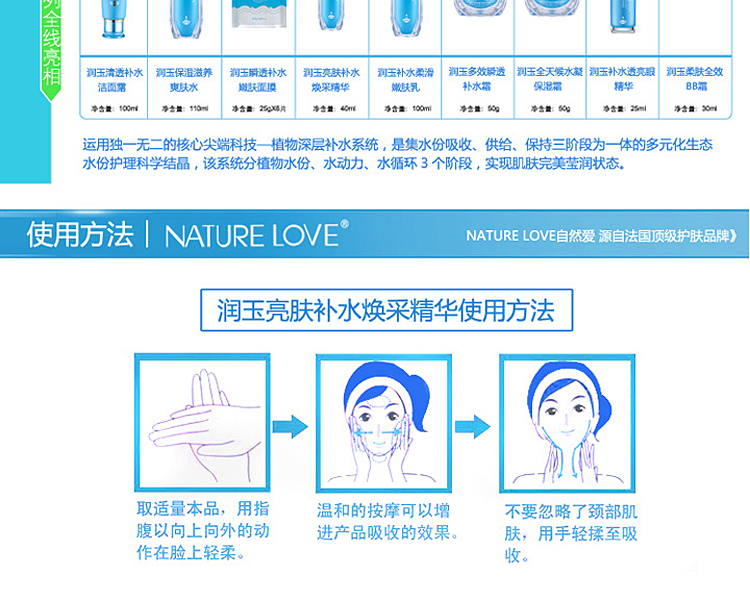 列全线亮相
润玉清透补水
洁面露
净含量：100ml
润玉保湿滋养
爽肤水
净含量：110ml
润玉瞬透补水
嫩肤面膜
净含量：25gX6片
润玉亮肤补水
焕采精华
净含量：40ml
润玉补水柔滑
嫩肤乳
净含量：100ml
润玉多效瞬透
补水霜
净含量：50g
润玉全天候水凝
保湿霜
净含量：50g
润玉补水透亮眼
精华
净含量：25ml
润玉柔肤全效
BB霜
净含量：30ml
运用独一无二的核心尖端科技—植物深层补水系统，是集水份吸收、供给、保持三阶段为一体的多元化生态
水份护理科学结晶，该系统分植物水份、水动力、水循环 3 个阶段，实现肌肤完美莹润状态。
使用方法｜NATURE LOVE®
NATURE LOVE自然爱 源自法国顶级护肤品牌》
润玉亮肤补水焕采精华使用方法
取适量本品，用指
腹以向上向外的动
作在脸上轻柔。
温和的按摩可以增
进产品吸收的效果。
不要忽略了颈部肌
肤，用手轻揉至吸
收。